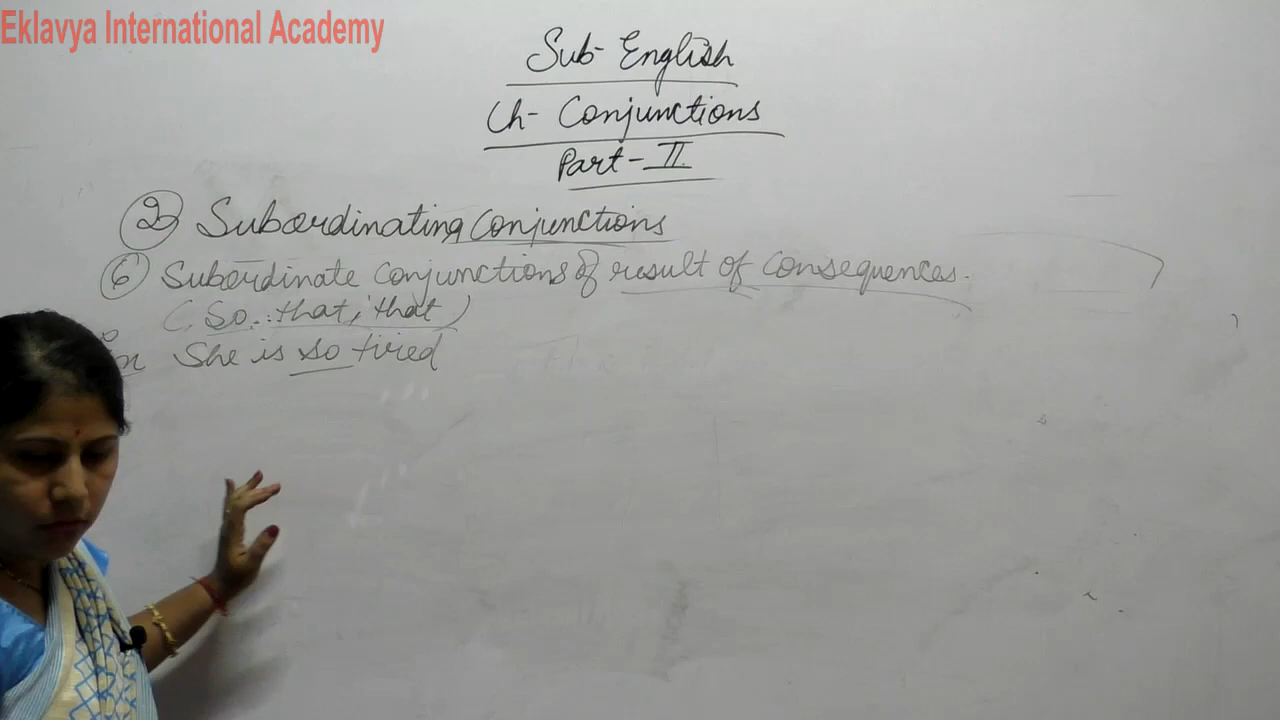 Eklavya International Academy
Sub- English
Ch- Conjunctions
Part- II
2 Subordinating Conjunctions
6 Subordinate Conjunctions of result of Consequences.
( So...that, that )
She is so tired